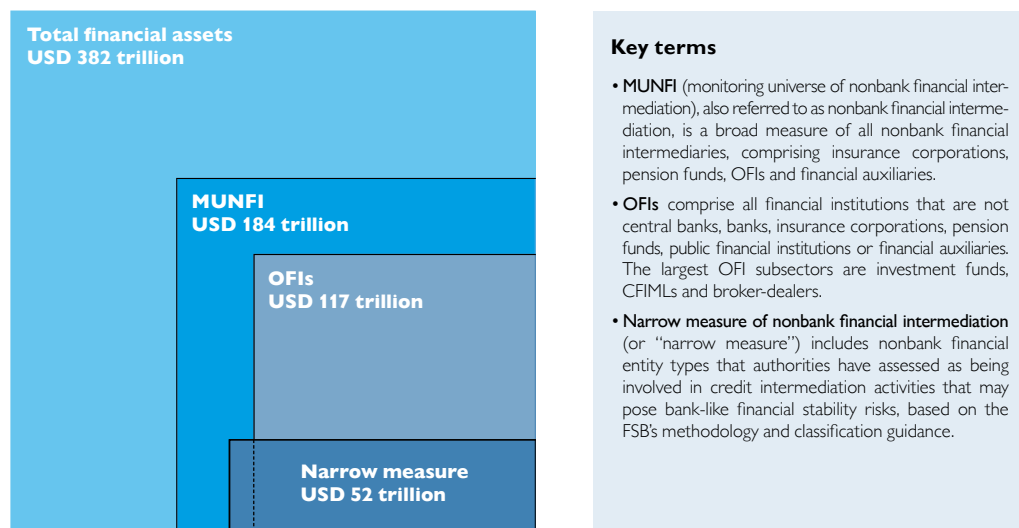 Total financial assets
USD 382 trillion
MUNFI
USD 184 trillion
OFIs
USD 117 trillion
Narrow measure
USD 52 trillion
Key terms
• MUNFI (monitoring universe of nonbank financial inter-
mediation), also referred to as nonbank financial interme-
diation, is a broad measure of all nonbank financial
intermediaries, comprising insurance corporations,
pension funds, OFIs and financial auxiliaries.
• OFIs comprise all financial institutions that are not
central banks, banks, insurance corporations, pension
funds, public financial institutions or financial auxiliaries.
The largest OFI subsectors are investment funds,
CFIMLs and broker-dealers.
• Narrow measure of nonbank financial intermediation
(or “narrow measure”) includes nonbank financial
entity types that authorities have assessed as being
involved in credit intermediation activities that may
pose bank-like financial stability risks, based on the
FSB’s methodology and classification guidance.